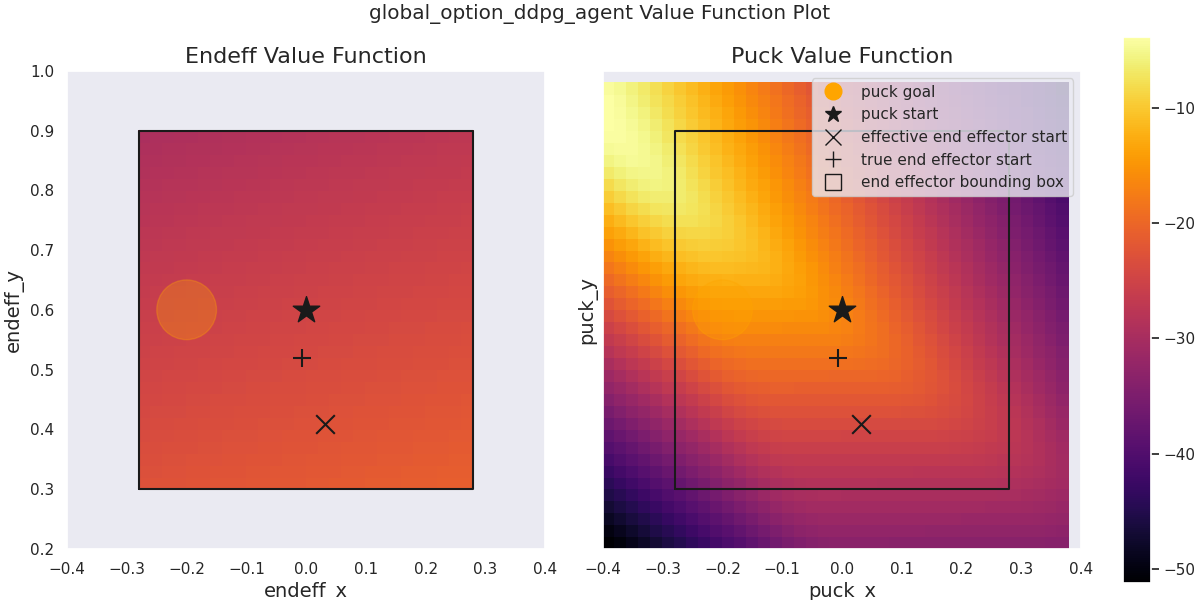 global_option_ddpg_agent Value Function Plot
Endeff Value Function
endeff_y
1.0
0.9
0.8
0.7
0.6
0.5
0.4
0.3
0.2
−0.4 −0.3 −0.2 −0.1 0.0 0.1 0.2 0.3 0.4
endeff_x
Puck Value Function
puck goal
puck start
effective end effector start
true end effector start
end effector bounding box
puck_y
−0.4 −0.3 −0.2 −0.1 0.0 0.1 0.2 0.3 0.4
puck_x
−10
−20
−30
−40
−50